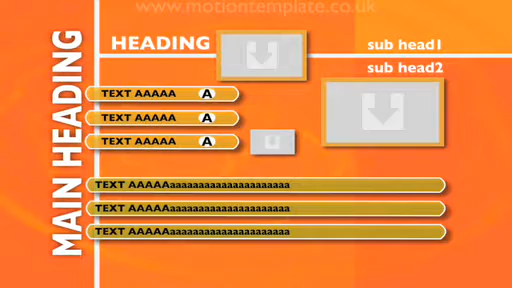 www.motiontemplate.co.uk
MAIN HEADING
HEADING
sub head1
sub head2
TEXT AAAAA A
TEXT AAAAA A
TEXT AAAAA A
TEXT AAAAAaaaaaaaaaaaaaaaaaaaaa
TEXT AAAAAaaaaaaaaaaaaaaaaaaaaa
TEXT AAAAAaaaaaaaaaaaaaaaaaaaaa